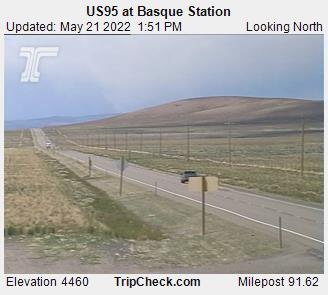 US95 at Basque Station
Updated: May 21 2022 1:51 PM Looking North
Elevation 4460 TripCheck.com Milepost 91.62